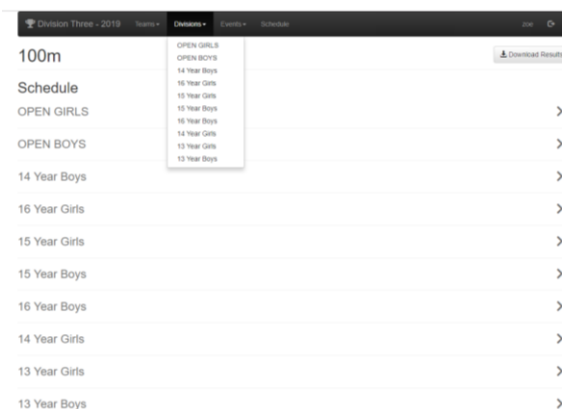 Division Three - 2019 Teams Divisions Events Schedule zoe
OPEN GIRLS
OPEN BOYS
14 Year Boys
16 Year Girls
15 Year Girls
15 Year Boys
16 Year Boys
14 Year Girls
13 Year Girls
13 Year Boys
100m
Download Results
Schedule
OPEN GIRLS
OPEN BOYS
14 Year Boys
16 Year Girls
15 Year Girls
15 Year Boys
16 Year Boys
14 Year Girls
13 Year Girls
13 Year Boys